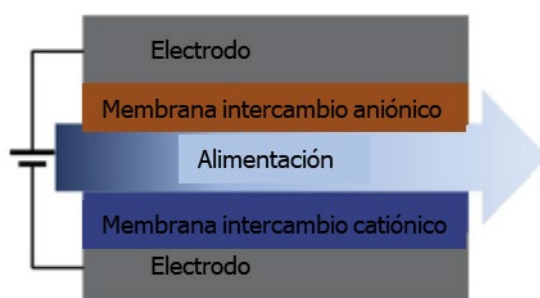 Electrodo
Membrana intercambio aniónico
Alimentación
Membrana intercambio catiónico
Electrodo